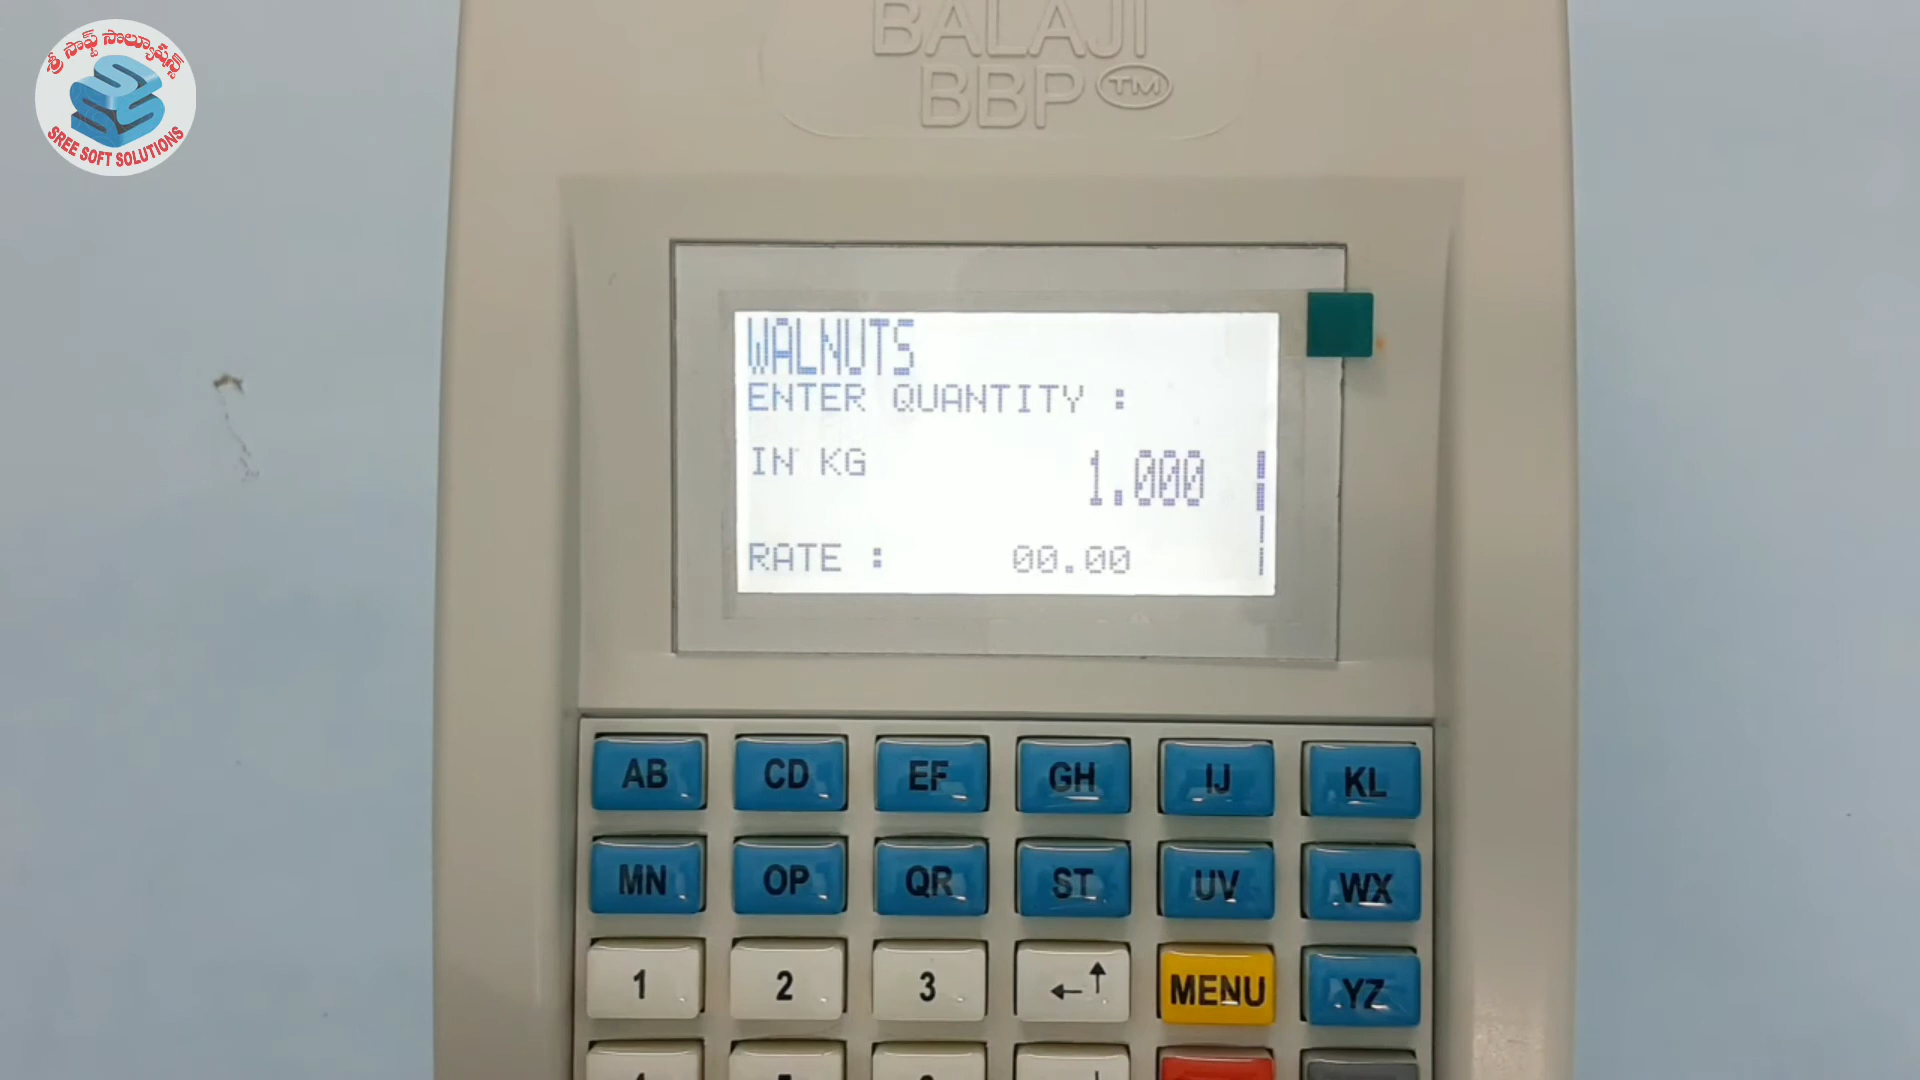 శ్రీ సాఫ్ట్ సొల్యూషన్స్
SREE SOFT SOLUTIONS
BALAJI
BBP TM
WALNUTS
ENTER QUANTITY :
IN KG 1.000
RATE : 00.00
AB CD EF GH IJ KL
MN OP QR ST UV WX
1 2 3 ←↑ MENU YZ